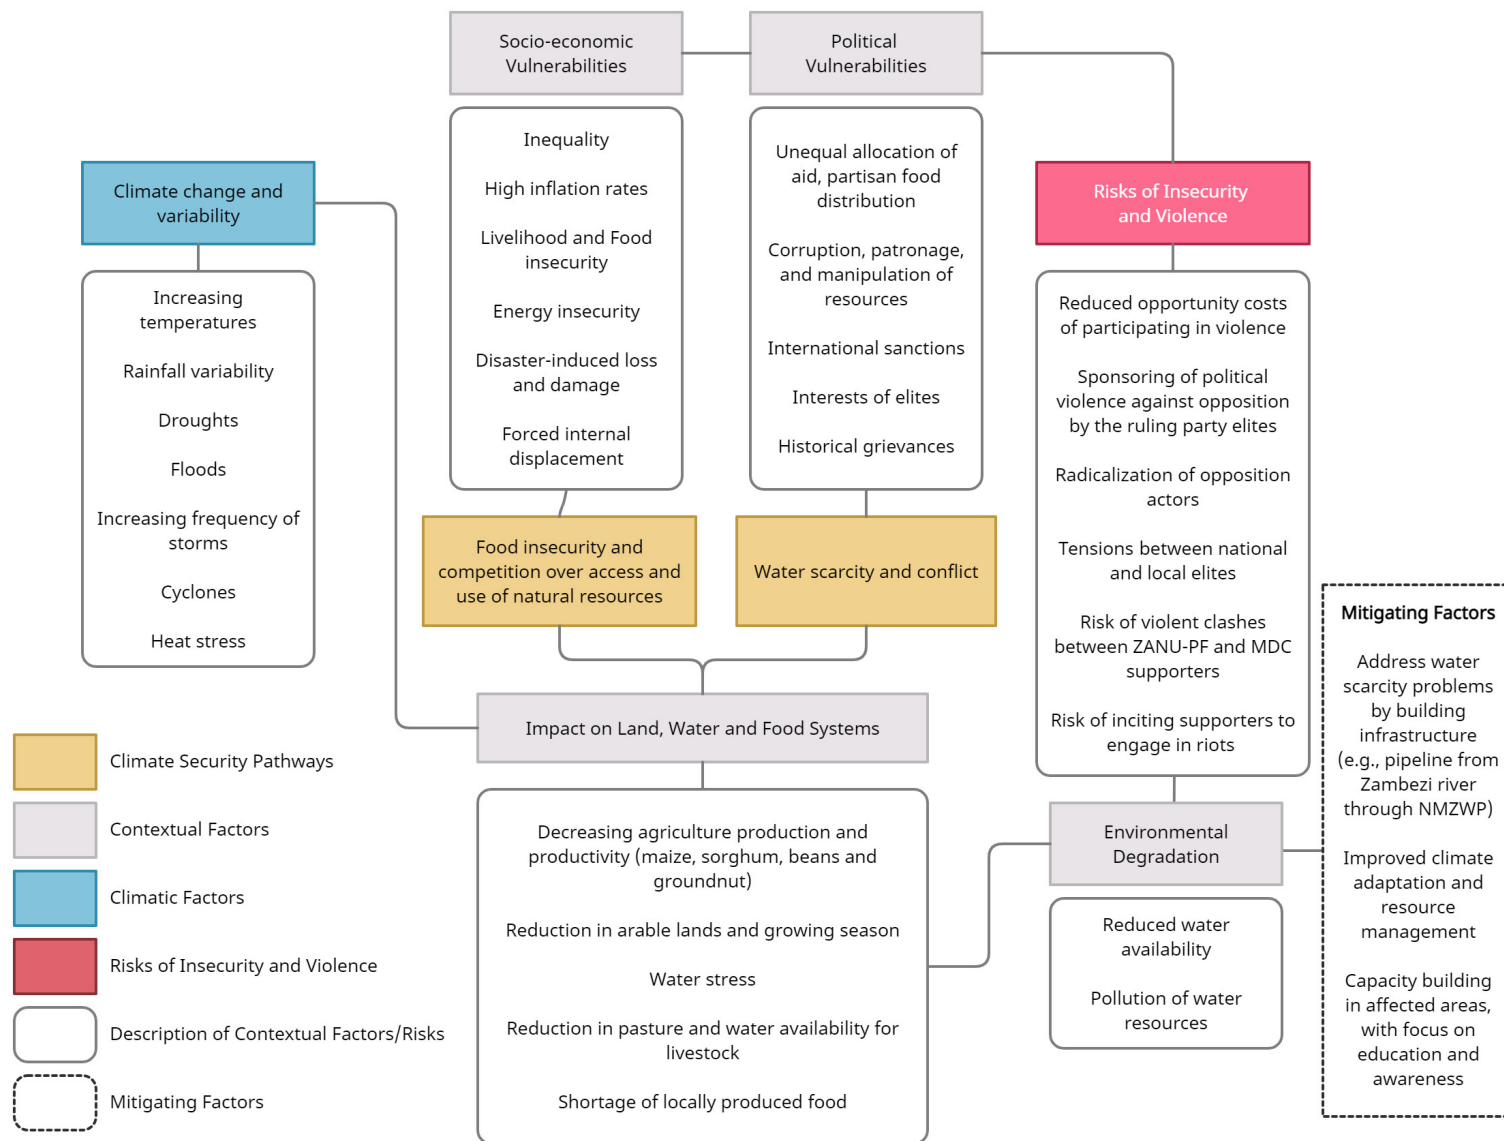 Socio-economic
Vulnerabilities
Political
Vulnerabilities
Inequality
High inflation rates
Livelihood and Food
insecurity
Energy insecurity
Disaster-induced loss
and damage
Forced internal
displacement
Unequal allocation of
aid, partisan food
distribution
Corruption, patronage,
and manipulation of
resources
International sanctions
Interests of elites
Historical grievances
Climate change and
variability
Increasing
temperatures
Rainfall variability
Droughts
Floods
Increasing frequency of
storms
Cyclones
Heat stress
Risks of Insecurity
and Violence
Reduced opportunity costs
of participating in violence
Sponsoring of political
violence against opposition
by the ruling party elites
Radicalization of opposition
actors
Tensions between national
and local elites
Risk of violent clashes
between ZANU-PF and MDC
supporters
Risk of inciting supporters to
engage in riots
Food insecurity and
competition over access and
use of natural resources
Water scarcity and conflict
Impact on Land, Water and Food Systems
Decreasing agriculture production and
productivity (maize, sorghum, beans and
groundnut)
Reduction in arable lands and growing season
Water stress
Reduction in pasture and water availability for
livestock
Shortage of locally produced food
Environmental
Degradation
Reduced water
availability
Pollution of water
resources
Mitigating Factors
Address water
scarcity problems
by building
infrastructure
(e.g., pipeline from
Zambezi river
through NMZWP)
Improved climate
adaptation and
resource
management
Capacity building
in affected areas,
with focus on
education and
awareness
Climate Security Pathways
Contextual Factors
Climatic Factors
Risks of Insecurity and Violence
Description of Contextual Factors/Risks
Mitigating Factors